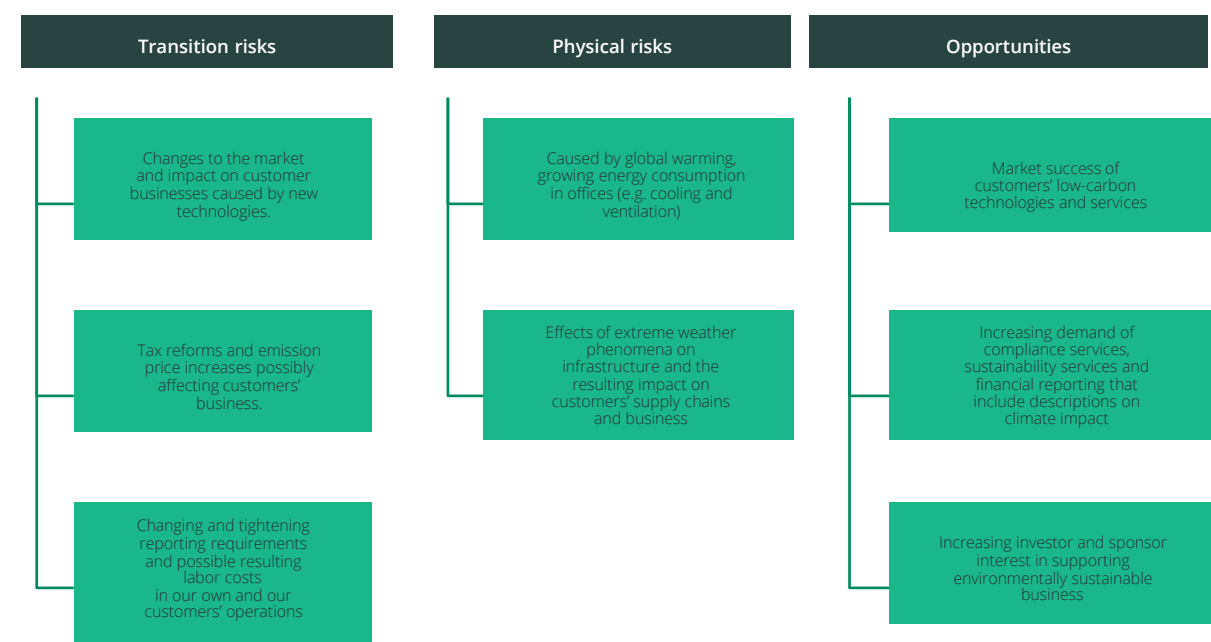 Transition risks
Changes to the market
and impact on customer
businesses caused by new
technologies.
Tax reforms and emission
price increases possibly
affecting customers’
business.
Changing and tightening
reporting requirements
and possible resulting
labor costs
in our own and our
customers’ operations
Physical risks
Caused by global warming,
growing energy consumption
in offices (e.g. cooling and
ventilation)
Effects of extreme weather
phenomena on
infrastructure and the
resulting impact on
customers’ supply chains
and business
Opportunities
Market success of
customers’ low-carbon
technologies and services
Increasing demand of
compliance services,
sustainability services and
financial reporting that
include descriptions on
climate impact
Increasing investor and sponsor
interest in supporting
environmentally sustainable
business